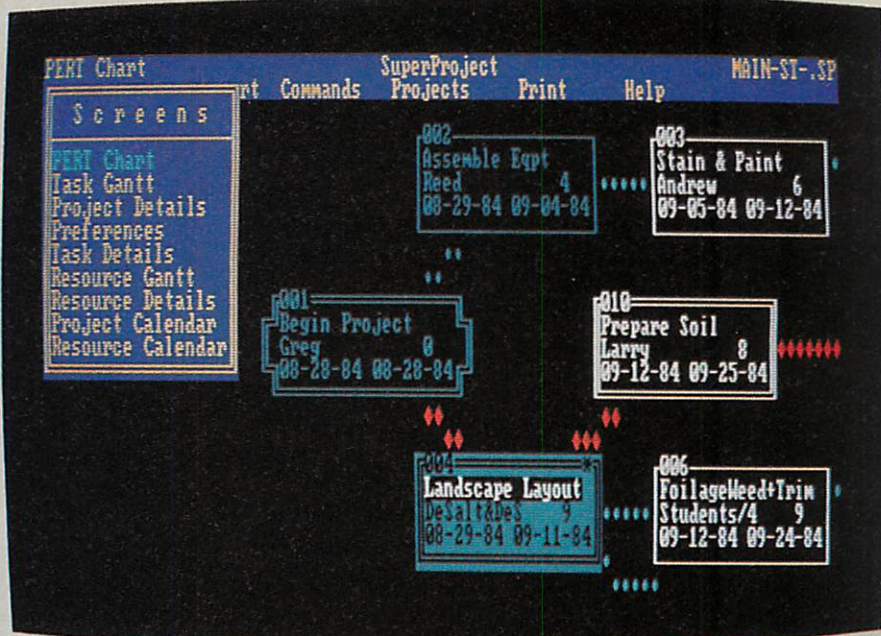 PERT Chart SuperProject MAIN-ST-.SP
rt Commands Projects Print Help
Screens
PERT Chart
Task Gantt
Project Details
Preferences
Task Details
Resource Gantt
Resource Details
Project Calendar
Resource Calendar
002
Assemble Eqpt
Reed 4
08-29-84 09-04-84
003
Stain & Paint
Andrew 6
09-05-84 09-12-84
001
Begin Project
Greg 0
08-28-84 08-28-84
010
Prepare Soil
Larry 8
09-12-84 09-25-84
004 *
Landscape Layout
DeSalt&DeS 9
08-29-84 09-11-84
006
FoilageWeed+Trim
Students/4 9
09-12-84 09-24-84